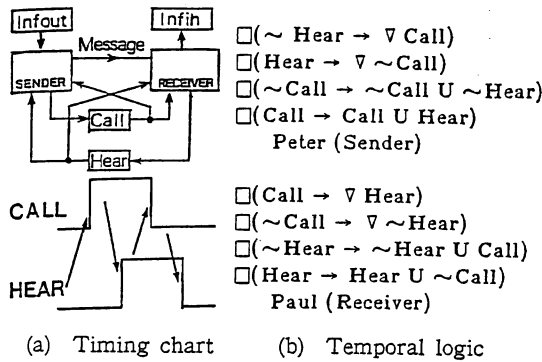 Infout
Infih
Message
SENDER
RECEIVER
Call
Hear
CALL
HEAR
(a) Timing chart
□(~ Hear → ∇ Call)
□(Hear → ∇ ~Call)
□(~Call → ~Call U ~Hear)
□(Call → Call U Hear)
Peter (Sender)
□(Call → ∇ Hear)
□(~Call → ∇ ~Hear)
□(~Hear → ~Hear U Call)
□(Hear → Hear U ~Call)
Paul (Receiver)
(b) Temporal logic